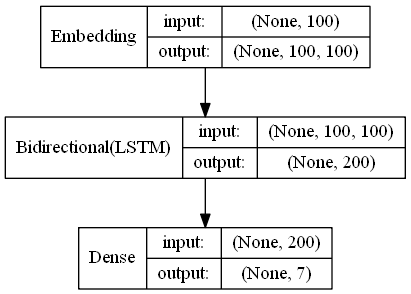 Embedding
input: (None, 100)
output: (None, 100, 100)
Bidirectional(LSTM)
input: (None, 100, 100)
output: (None, 200)
Dense
input: (None, 200)
output: (None, 7)